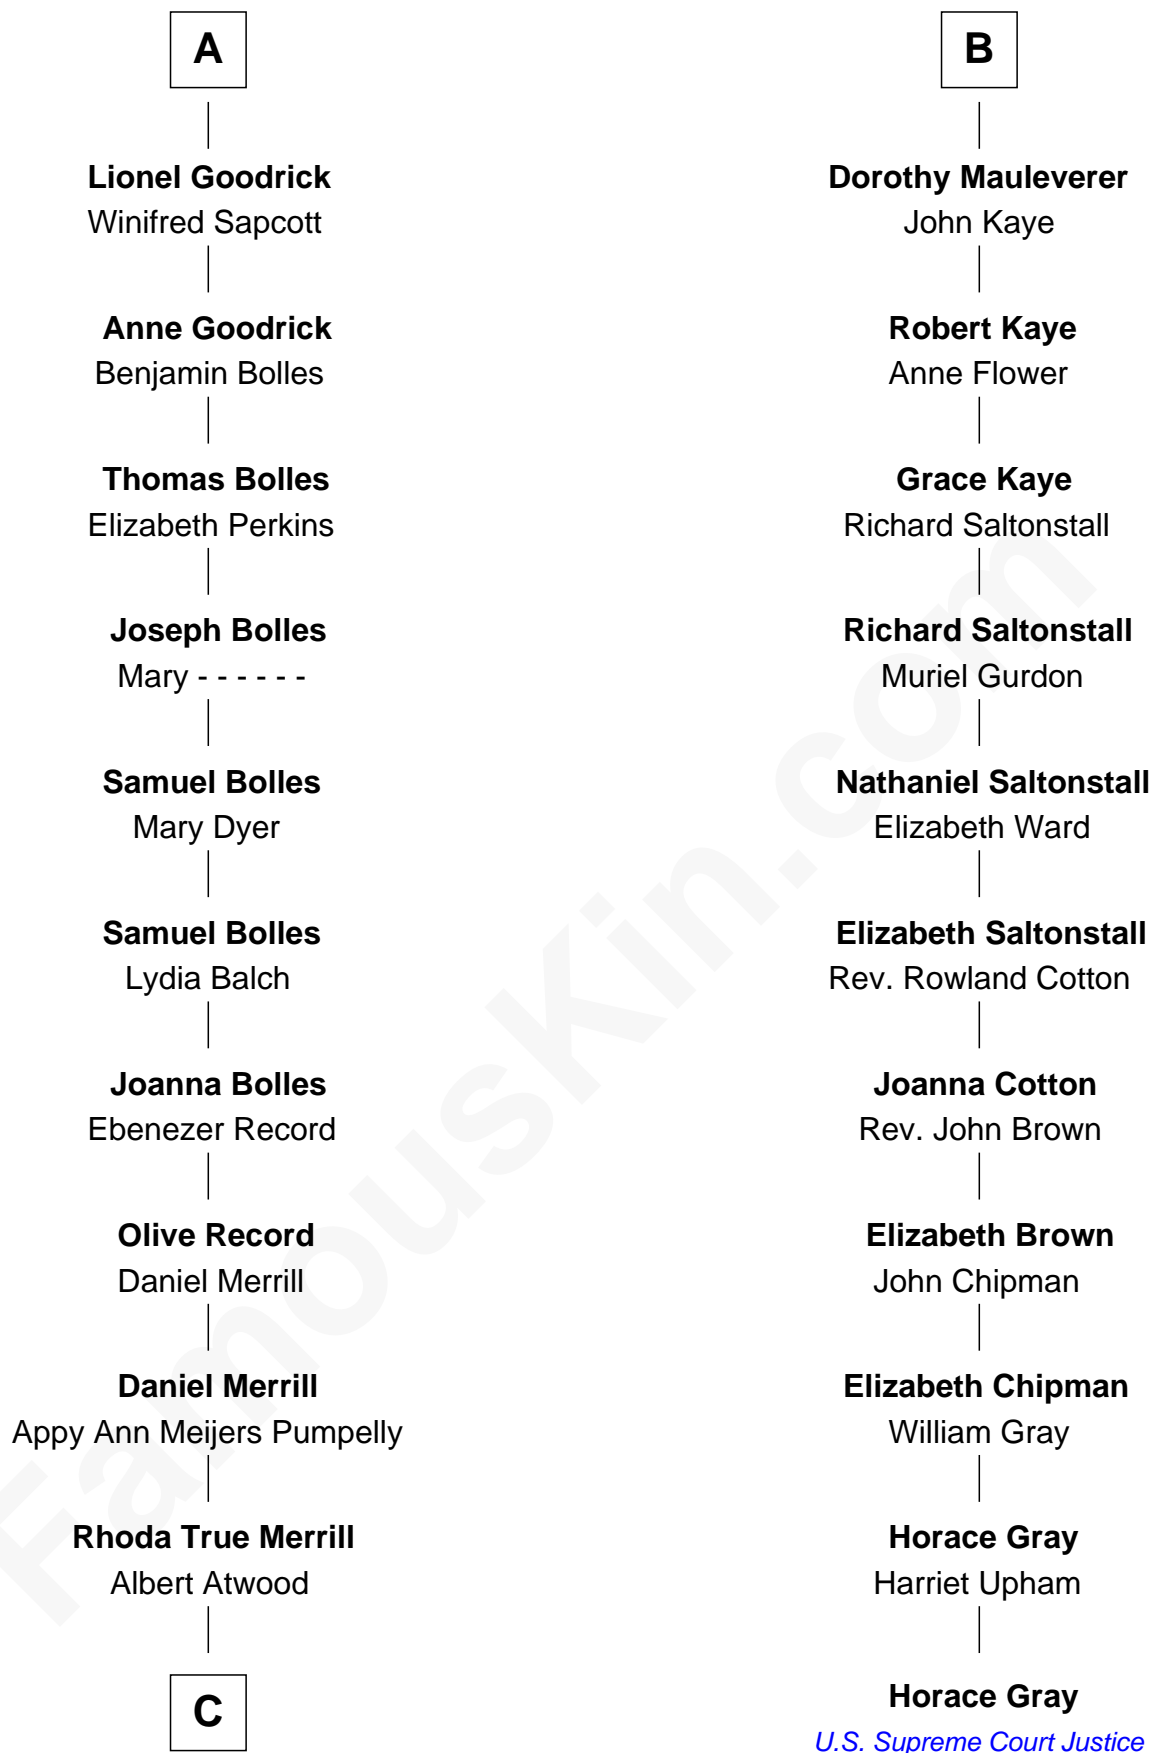 A
Lionel Goodrick
Winifred Sapcott
Anne Goodrick
Benjamin Bolles
Thomas Bolles
Elizabeth Perkins
Joseph Bolles
Mary - - - - - -
Samuel Bolles
Mary Dyer
Samuel Bolles
Lydia Balch
Joanna Bolles
Ebenezer Record
Olive Record
Daniel Merrill
Daniel Merrill
Appy Ann Meijers Pumpelly
Rhoda True Merrill
Albert Atwood
C
B
Dorothy Mauleverer
John Kaye
Robert Kaye
Anne Flower
Grace Kaye
Richard Saltonstall
Richard Saltonstall
Muriel Gurdon
Nathaniel Saltonstall
Elizabeth Ward
Elizabeth Saltonstall
Rev. Rowland Cotton
Joanna Cotton
Rev. John Brown
Elizabeth Brown
John Chipman
Elizabeth Chipman
William Gray
Horace Gray
Harriet Upham
Horace Gray
U.S. Supreme Court Justice
FamousKin.com